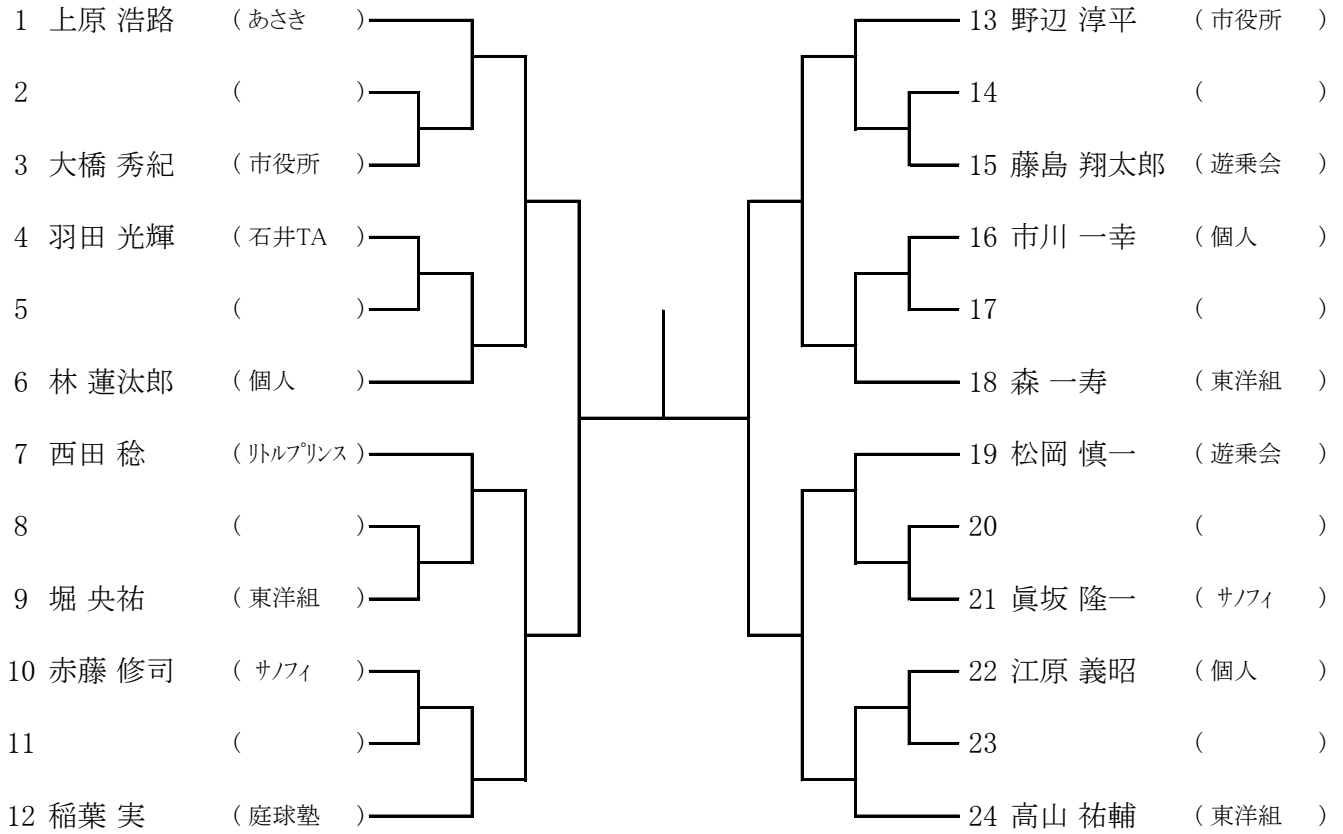 1 上原 浩路 （あさき ）
2 （ ）
3 大橋 秀紀 （市役所 ）
4 羽田 光輝 （石井TA ）
5 （ ）
6 林 蓮汰郎 （個人 ）
7 西田 稔 （ﾘﾄﾙﾌﾟﾘﾝｽ ）
8 （ ）
9 堀 央祐 （東洋組 ）
10 赤藤 修司 （ ｻﾉﾌｨ ）
11 （ ）
12 稲葉 実 （庭球塾 ）
13 野辺 淳平 （市役所 ）
14 （ ）
15 藤島 翔太郎 （遊乗会 ）
16 市川 一幸 （個人 ）
17 （ ）
18 森 一寿 （東洋組 ）
19 松岡 慎一 （遊乗会 ）
20 （ ）
21 眞坂 隆一 （ ｻﾉﾌｨ ）
22 江原 義昭 （個人 ）
23 （ ）
24 高山 祐輔 （東洋組 ）